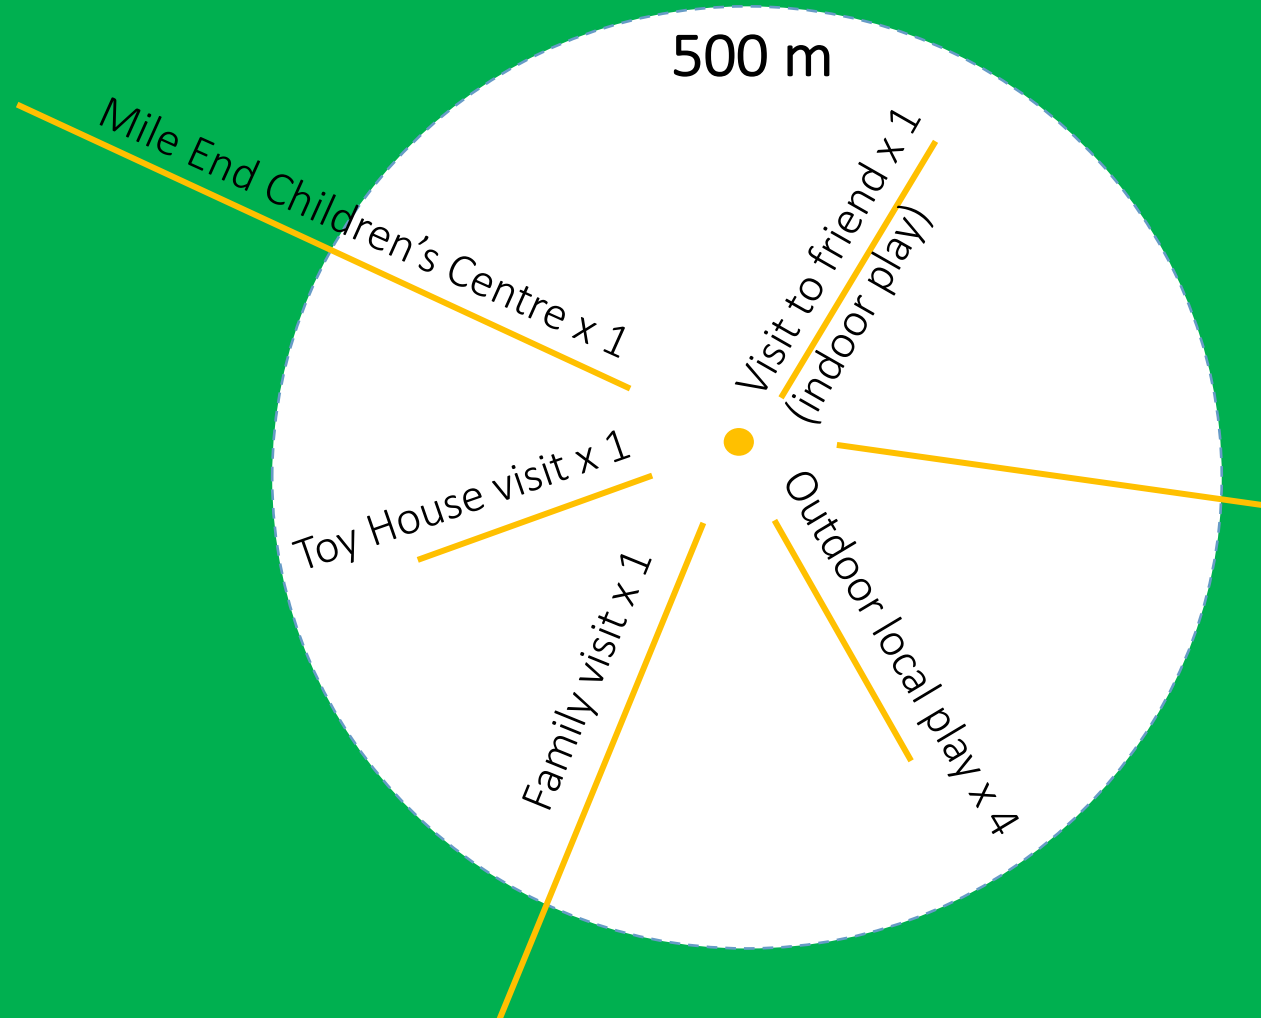 500 m
Mile End Children’s Centre x 1
Visit to friend x 1
(indoor play)
Toy House visit x 1
Outdoor local play x 4
Family visit x 1